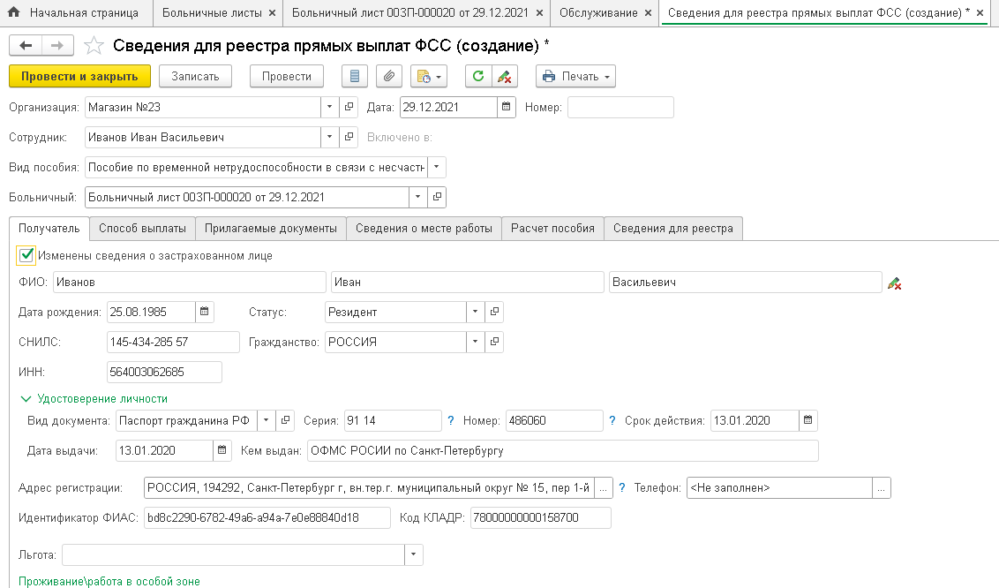 Начальная страница Больничные листы × Больничный лист 00ЗП-000020 от 29.12.2021 × Обслуживание × Сведения для реестра прямых выплат ФСС (создание) * ×
Сведения для реестра прямых выплат ФСС (создание) *
Провести и закрыть Записать Провести Печать
Организация: Магазин №23 Дата: 29.12.2021 Номер:
Сотрудник: Иванов Иван Васильевич Включено в:
Вид пособия: Пособие по временной нетрудоспособности в связи с несчастн
Больничный: Больничный лист 00ЗП-000020 от 29.12.2021
Получатель Способ выплаты Прилагаемые документы Сведения о месте работы Расчет пособия Сведения для реестра
Изменены сведения о застрахованном лице
ФИО: Иванов Иван Васильевич
Дата рождения: 25.08.1985 Статус: Резидент
СНИЛС: 145-434-285 57 Гражданство: РОССИЯ
ИНН: 564003062685
Удостоверение личности
Вид документа: Паспорт гражданина РФ Серия: 91 14 ? Номер: 486060 ? Срок действия: 13.01.2020
Дата выдачи: 13.01.2020 Кем выдан: ОФМС РОСИИ по Санкт-Петербургу
Адрес регистрации: РОССИЯ, 194292, Санкт-Петербург г, вн.тер.г. муниципальный округ № 15, пер 1-й ... ? Телефон: <Не заполнен> ...
Идентификатор ФИАС: bd8c2290-6782-49a6-a94a-7e0e88840d18 Код КЛАДР: 78000000000158700
Льгота:
Проживание\работа в особой зоне